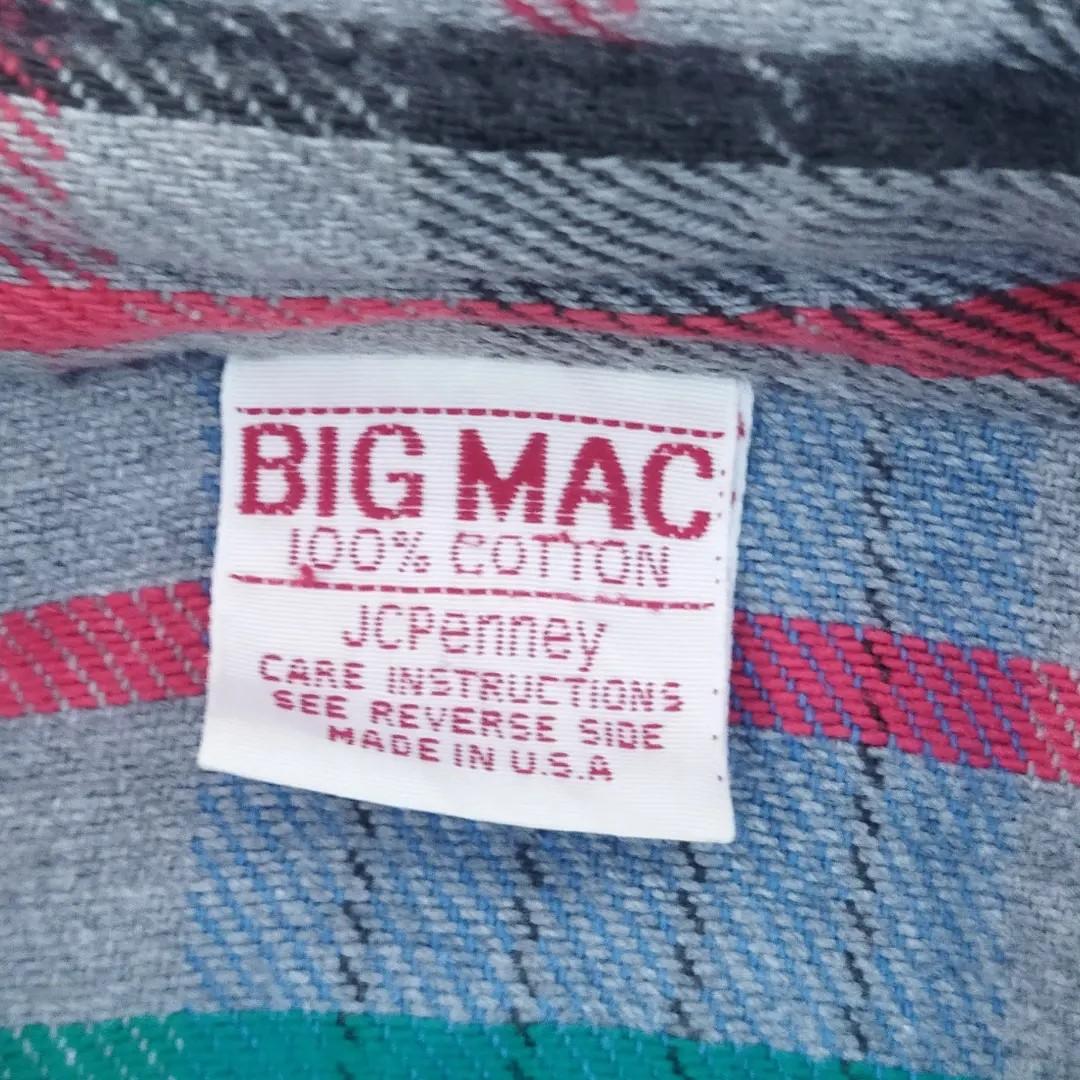 BIG MAC
100% COTTON
JCPenney
CARE INSTRUCTIONS
SEE REVERSE SIDE
MADE IN U.S.A